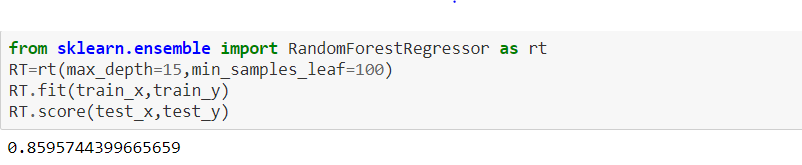 from sklearn.ensemble import RandomForestRegressor as rt
RT=rt(max_depth=15,min_samples_leaf=100)
RT.fit(train_x,train_y)
RT.score(test_x,test_y)
0.8595744399665659